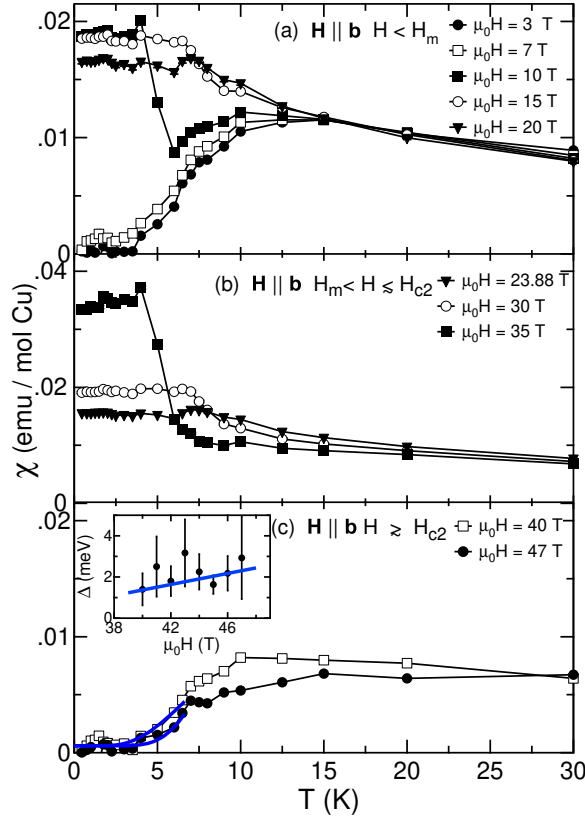 .02
(a) H || b H < Hₘ
μ₀H = 3 T
μ₀H = 7 T
μ₀H = 10 T
μ₀H = 15 T
μ₀H = 20 T
.01
0
.04
(b) H || b Hₘ< H ≲ H_c2
μ₀H = 23.88 T
μ₀H = 30 T
μ₀H = 35 T
.02
0
χ (emu / mol Cu)
.02
(c) H || b H ≳ H_c2
μ₀H = 40 T
μ₀H = 47 T
Δ (meV)
4
2
0
38 42 46
μ₀H (T)
.01
0
0 5 10 15 20 25 30
T (K)